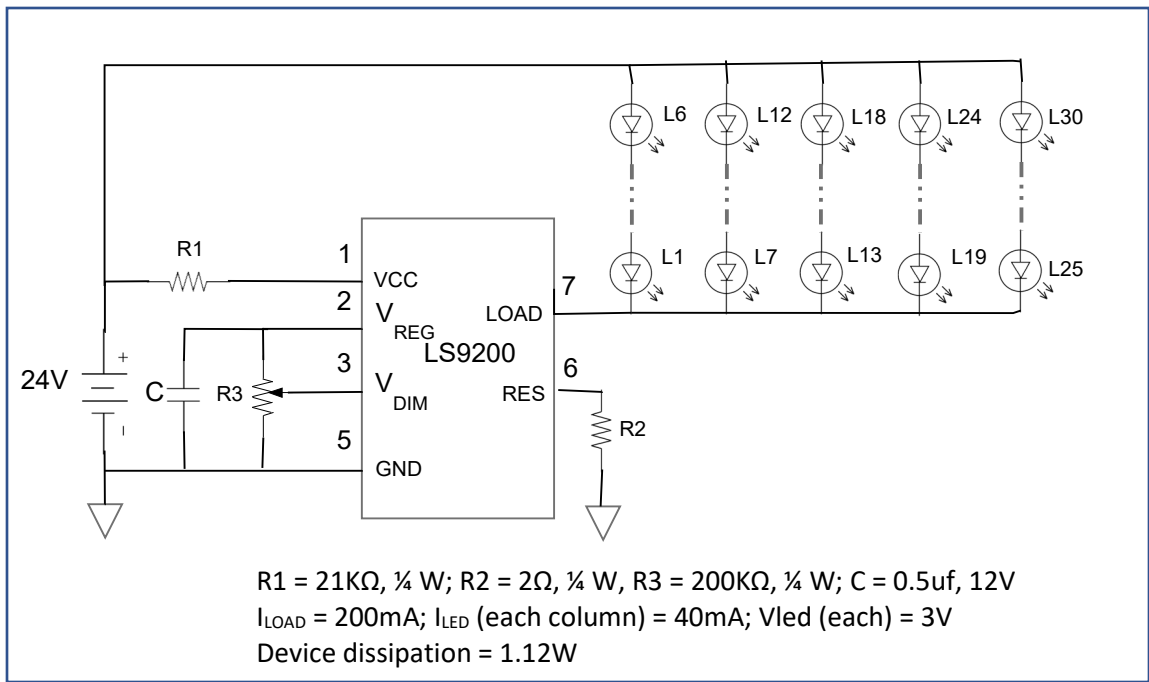 L6
L12
L18
L24
L30
R1
1
VCC
2
V
REG
7
LOAD
L1
L7
L13
L19
L25
LS9200
24V
+
−
C
R3
3
V
DIM
6
RES
R2
5
GND
R1 = 21KΩ, ¼ W; R2 = 2Ω, ¼ W, R3 = 200KΩ, ¼ W; C = 0.5uf, 12V
ILOAD = 200mA; ILED (each column) = 40mA; Vled (each) = 3V
Device dissipation = 1.12W